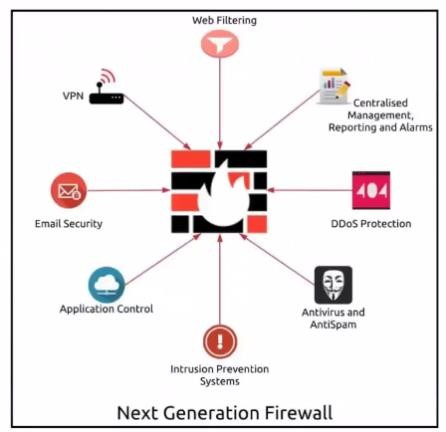 Web Filtering
VPN
Centralised
Management,
Reporting and Alarms
Email Security
404
DDoS Protection
Application Control
Antivirus and
AntiSpam
!
Intrusion Prevention
Systems
Next Generation Firewall